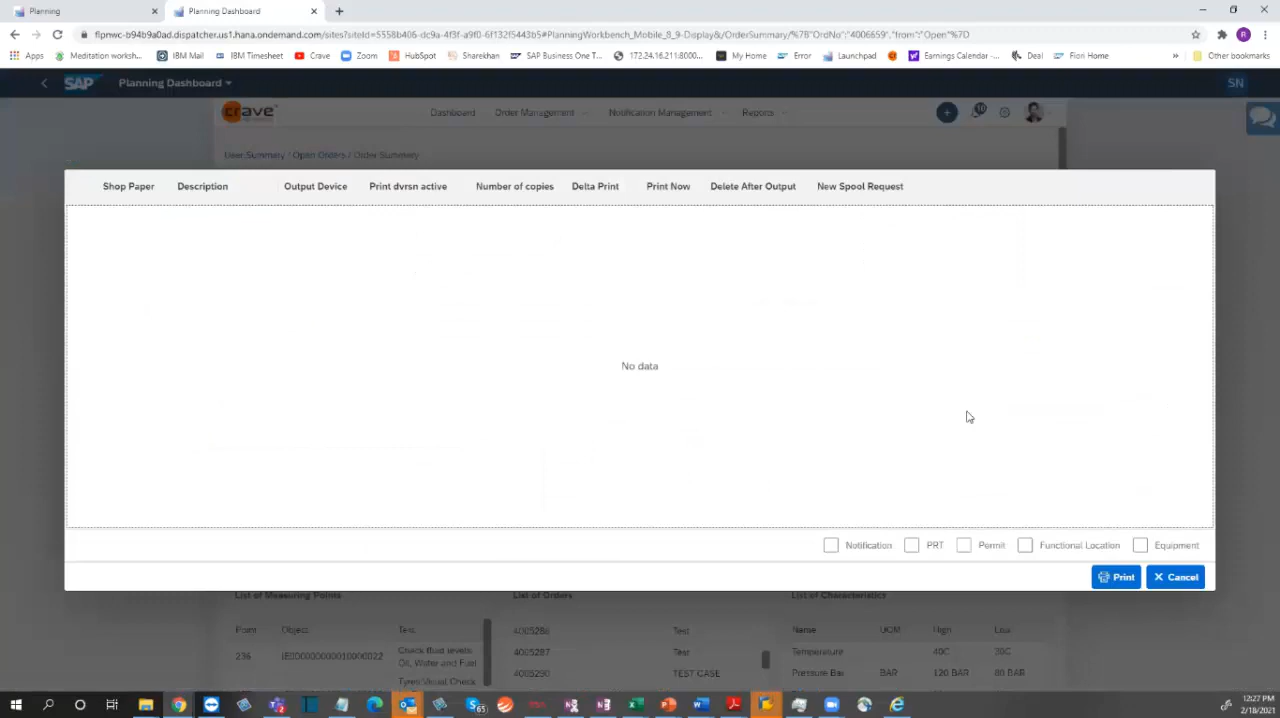 Planning
Planning Dashboard
flpnwc-b94b9a0ad.dispatcher.us1.hana.ondemand.com/sites?siteId=5558b406-dc9a-4f3f-a9f0-6f132f5443b5#PlanningWorkbench_Mobile_8_9-Display&/OrderSummary/%7B"OrdNo":"4006659","from":"Open"%7D
Apps Meditation worksh... IBM Mail IBM Timesheet Crave Zoom HubSpot Sharekhan SAP Business One T... 172.24.16.211:8000... My Home Error Launchpad Earnings Calendar -... Deal Fiori Home » Other bookmarks
SAP Planning Dashboard SN
crave Dashboard Order Management Notification Management Reports 10
User Summary / Open Orders / Order Summary
Shop Paper Description Output Device Print dvrsn active Number of copies Delta Print Print Now Delete After Output New Spool Request
No data
Notification PRT Permit Functional Location Equipment
Print Cancel
List of Measuring Points List of Orders List of Characteristics
Point Object Text 4005286 Test Name UOM High Low
236 IE000000000010000022 Check fluid levels: 4005287 Test Temperature 40C 30C
Oil, Water and Fuel 4005290 TEST CASE Pressure Bar BAR 120 BAR 80 BAR
Tyres Visual Check
65
12:27 PM
2/18/2021